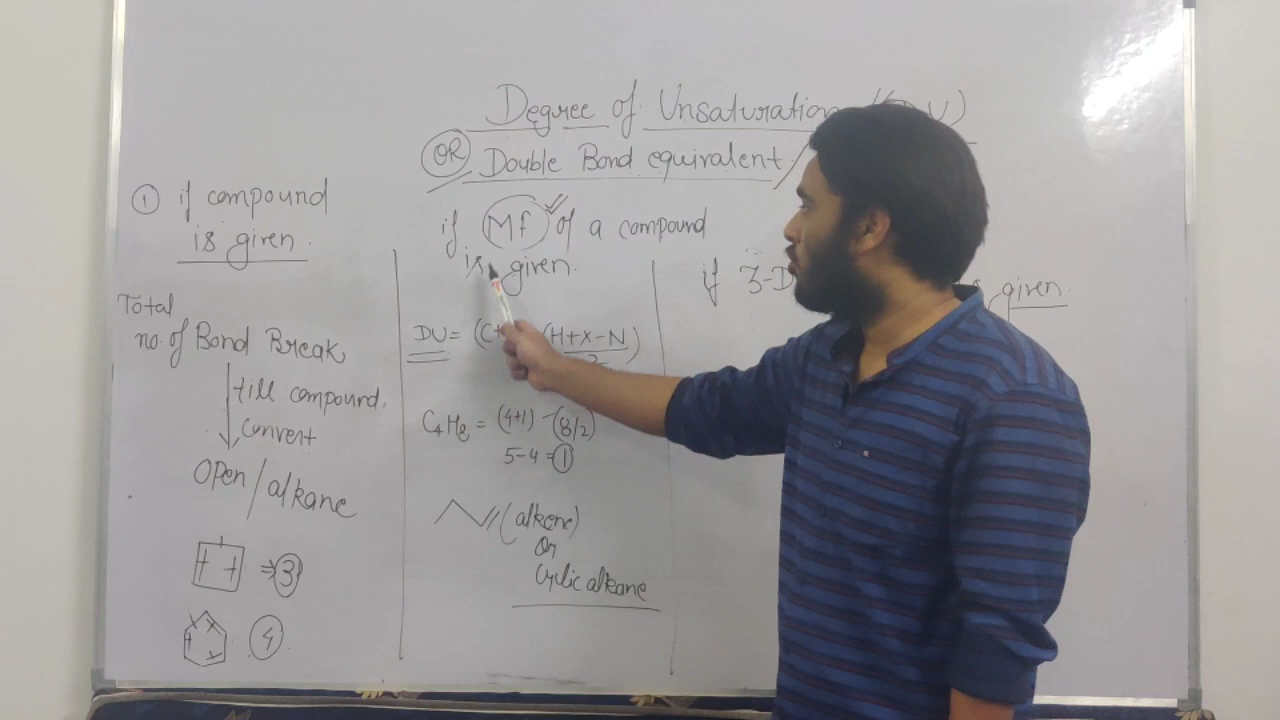 Degree of Unsaturation
OR Double Bond equivalent
① if compound
is given.
Total
no. of Bond Break
till compound.
Convert
Open/alkane
⇒ 3
4
if Mf of a compound
is given.
DU = (C+ (H+X-N
C₄H₈ = (4+1) - (8/2)
5-4 = ①
(alkene)
Or
Cyclic alkane
if 3-D
given.